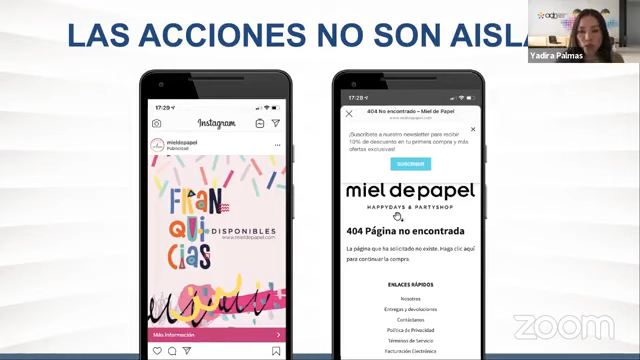 LAS ACCIONES NO SON AISLA
Yadira Palmas
17:29
Instagram
mieldepapel
Publicidad
FRAN
QUI
CIAS
DISPONIBLES
www.mieldepapel.com
Más información
17:29
404 No encontrado – Miel de Papel
www.mieldepapel.com
¡Suscríbete a nuestro newsletter para recibir
10% de descuento en tu primera compra y más
ofertas exclusivas!
SUSCRIBIR
miel de papel
HAPPYDAYS & PARTYSHOP
404 Página no encontrada
La página que ha solicitado no existe. Haga clic aquí
para continuar la compra.
ENLACES RÁPIDOS
Nosotros
Entregas y devoluciones
Contáctanos
Política de Privacidad
Términos de Servicio
Facturación Electrónica
zoom